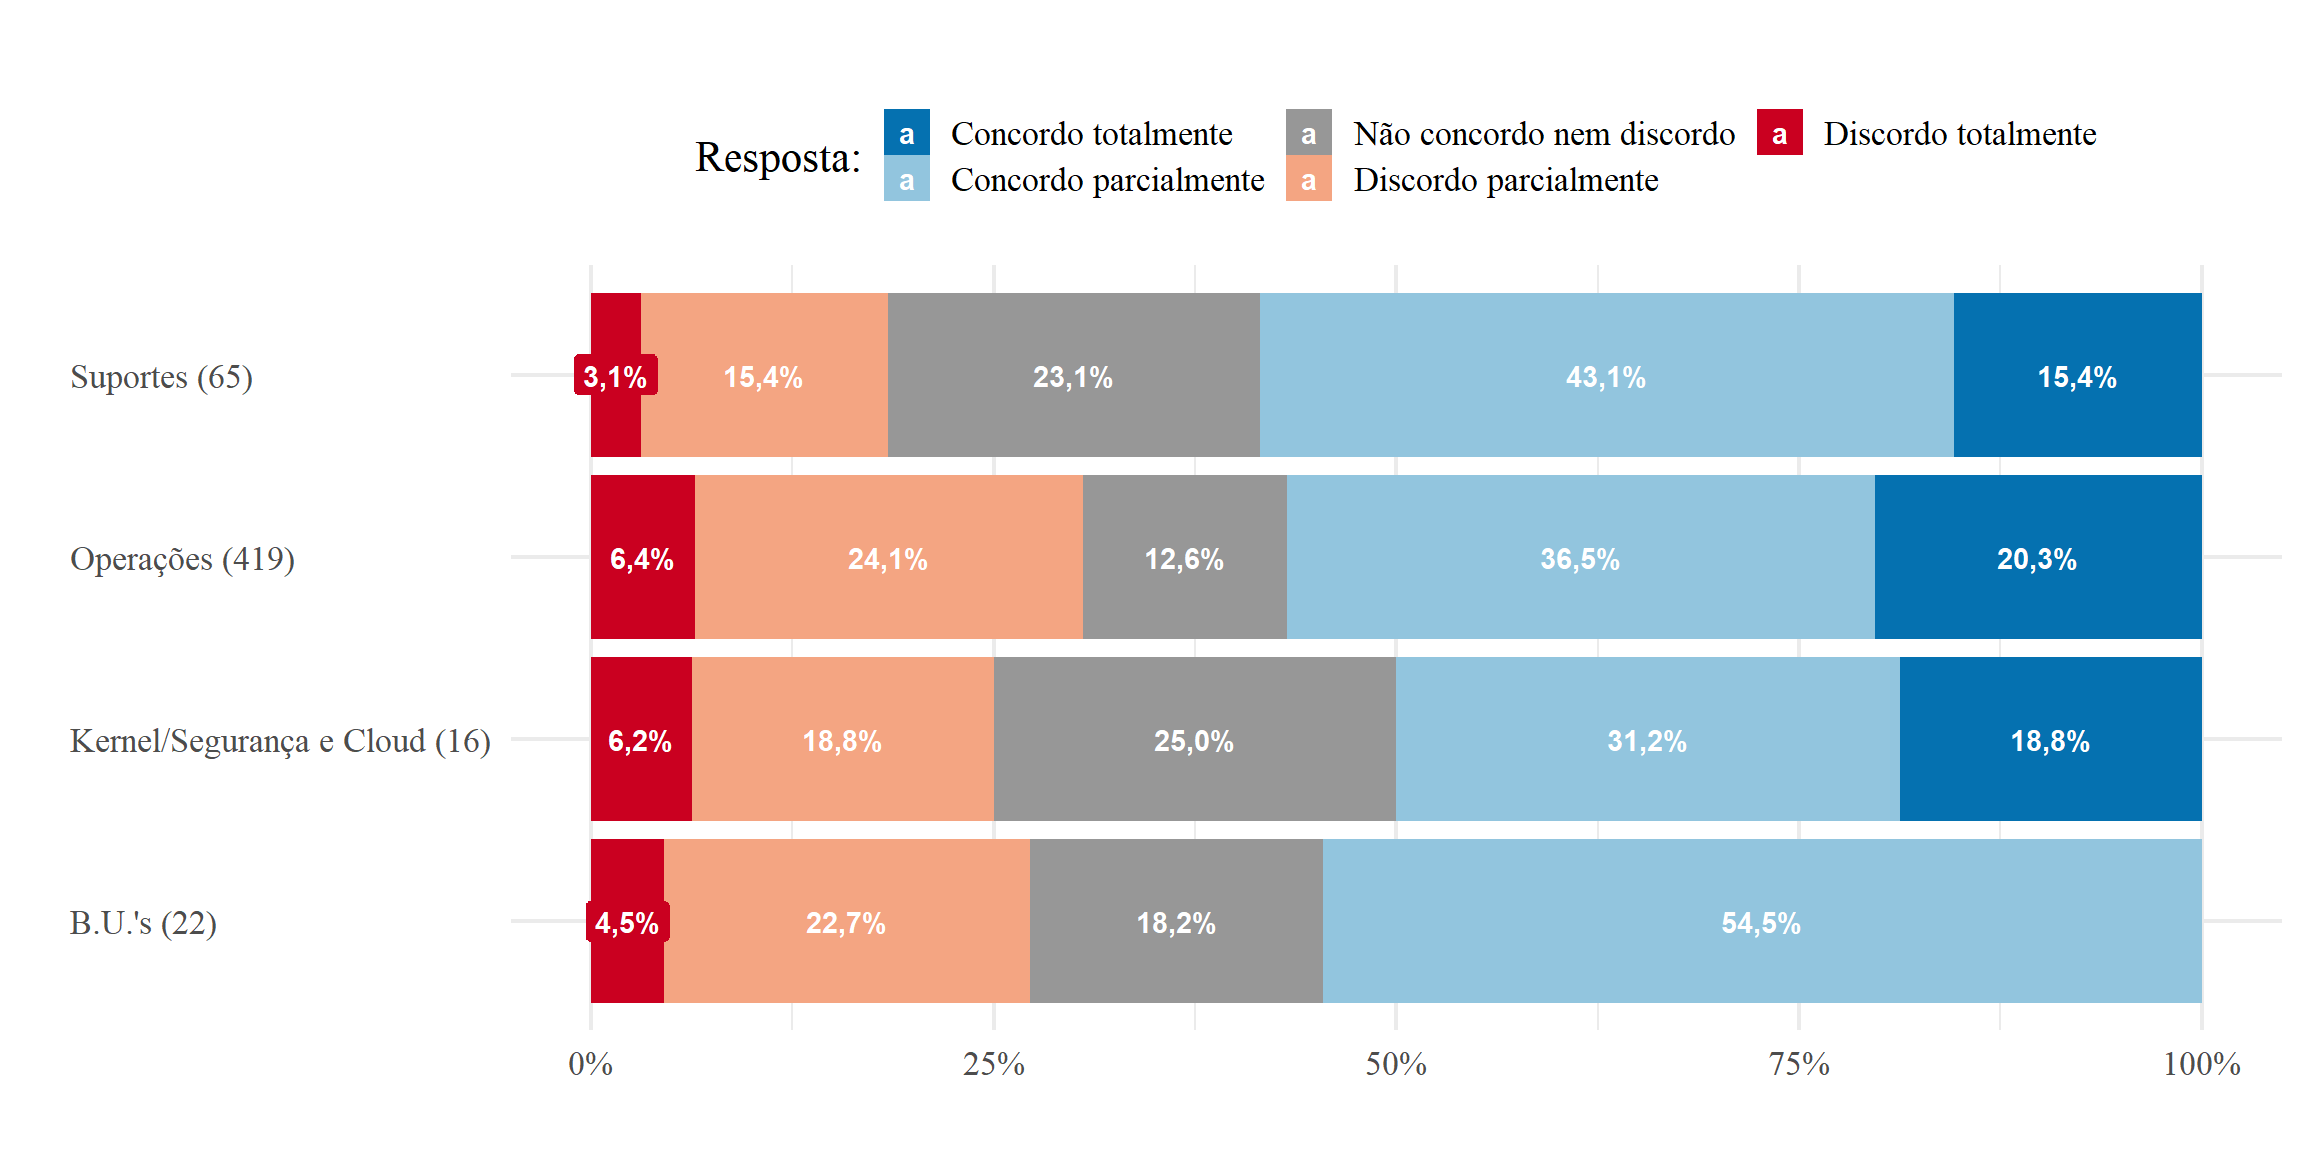 Resposta:
a Concordo totalmente a Não concordo nem discordo a Discordo totalmente
a Concordo parcialmente a Discordo parcialmente
Suportes (65) 3,1% 15,4% 23,1% 43,1% 15,4%
Operações (419) 6,4% 24,1% 12,6% 36,5% 20,3%
Kernel/Segurança e Cloud (16) 6,2% 18,8% 25,0% 31,2% 18,8%
B.U.'s (22) 4,5% 22,7% 18,2% 54,5%
0% 25% 50% 75% 100%